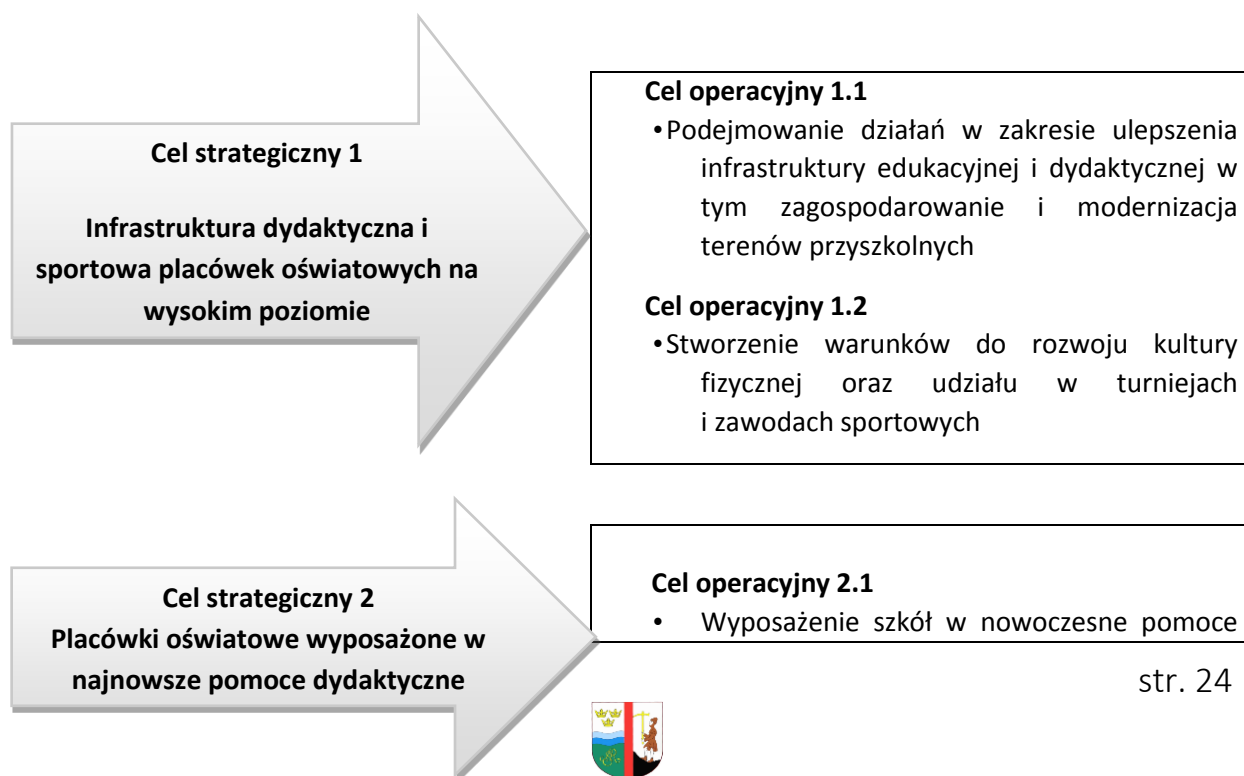 Cel strategiczny 1
Infrastruktura dydaktyczna i
sportowa placówek oświatowych na
wysokim poziomie
Cel operacyjny 1.1
•Podejmowanie działań w zakresie ulepszenia
infrastruktury edukacyjnej i dydaktycznej w
tym zagospodarowanie i modernizacja
terenów przyszkolnych
Cel operacyjny 1.2
•Stworzenie warunków do rozwoju kultury
fizycznej oraz udziału w turniejach
i zawodach sportowych
Cel strategiczny 2
Placówki oświatowe wyposażone w
najnowsze pomoce dydaktyczne
Cel operacyjny 2.1
• Wyposażenie szkół w nowoczesne pomoce
str. 24